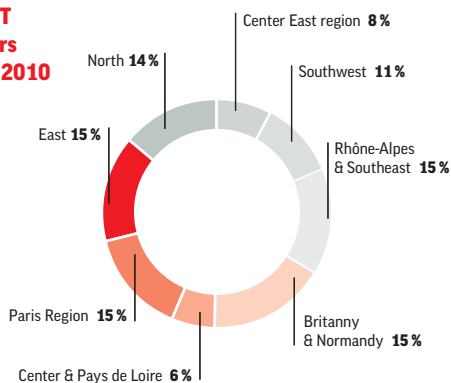 T
rs
2010
Center East region 8 %
North 14 %
Southwest 11 %
East 15 %
Rhône-Alpes
& Southeast 15 %
Paris Region 15 %
Britanny
& Normandy 15 %
Center & Pays de Loire 6 %